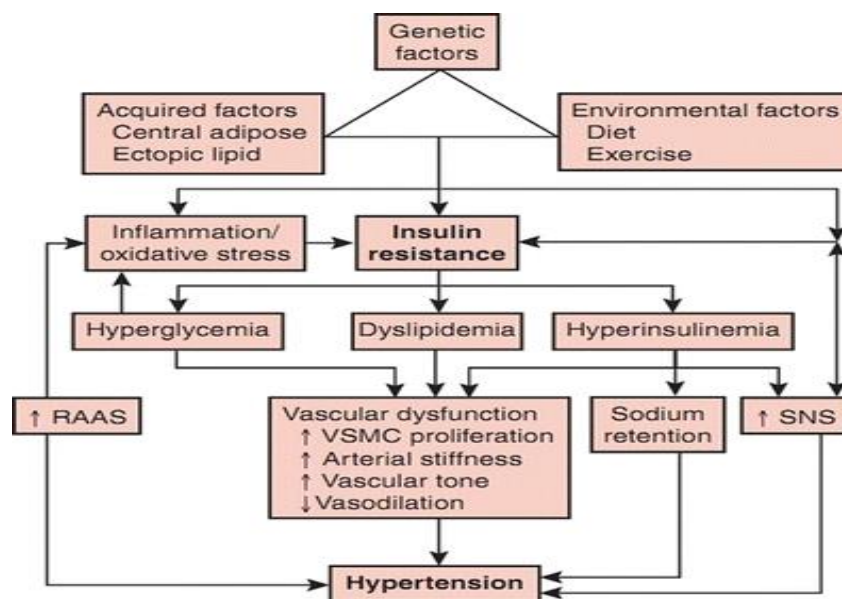 Genetic
factors
Acquired factors
Central adipose
Ectopic lipid
Environmental factors
Diet
Exercise
Inflammation/
oxidative stress
Insulin
resistance
Hyperglycemia
Dyslipidemia
Hyperinsulinemia
↑ RAAS
Vascular dysfunction
↑ VSMC proliferation
↑ Arterial stiffness
↑ Vascular tone
↓Vasodilation
Sodium
retention
↑ SNS
Hypertension